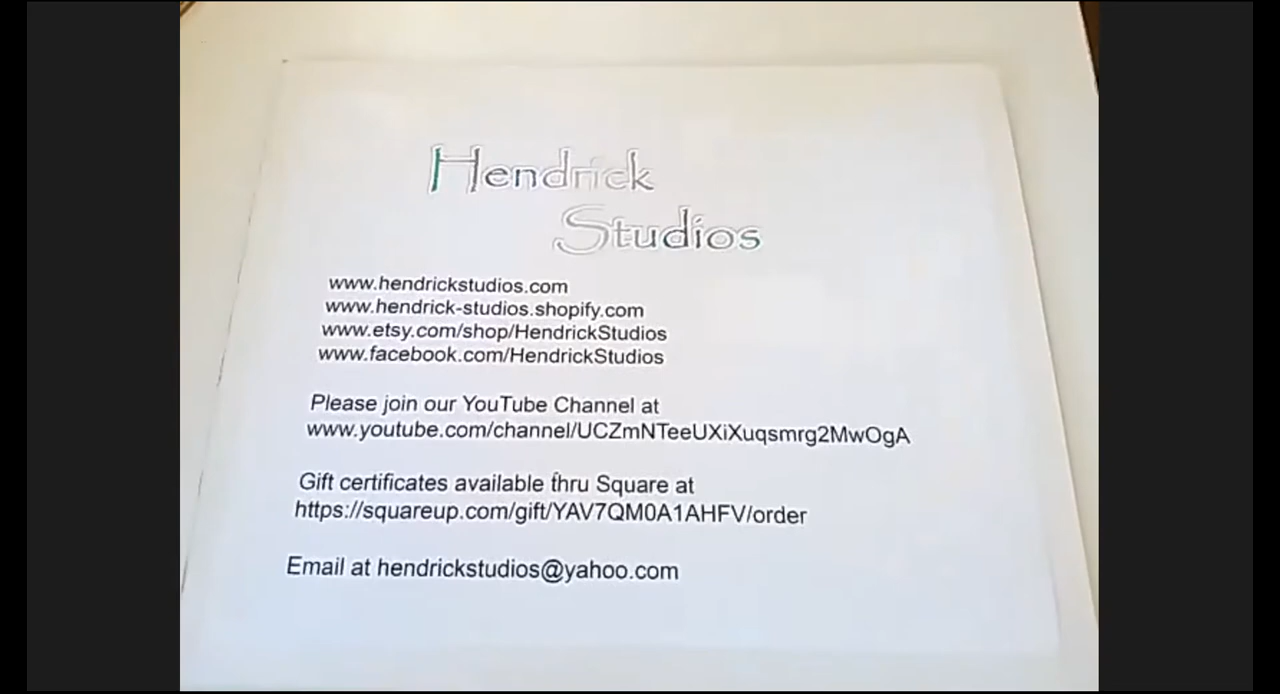 Hendrick
Studios
www.hendrickstudios.com
www.hendrick-studios.shopify.com
www.etsy.com/shop/HendrickStudios
www.facebook.com/HendrickStudios
Please join our YouTube Channel at
www.youtube.com/channel/UCZmNTeeUXiXuqsmrg2MwOgA
Gift certificates available thru Square at
https://squareup.com/gift/YAV7QM0A1AHFV/order
Email at hendrickstudios@yahoo.com